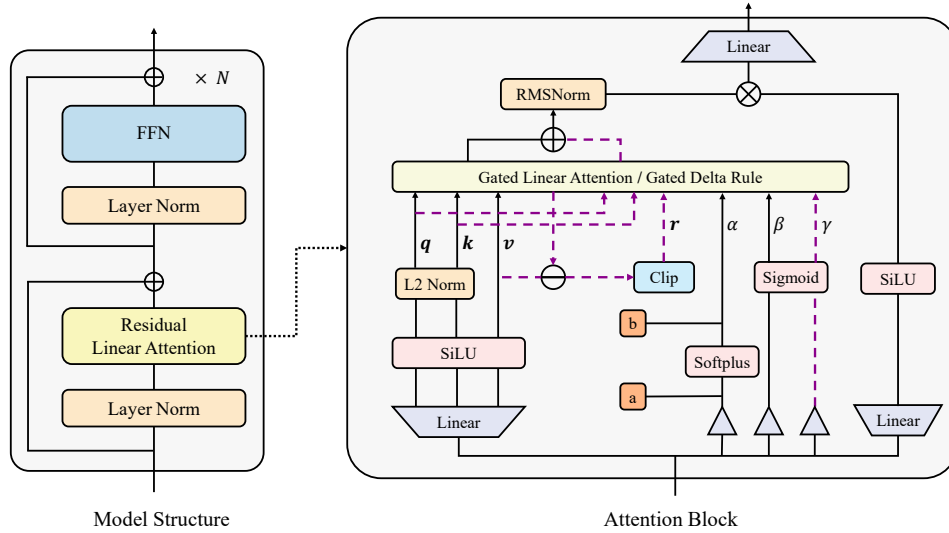 × N
FFN
Layer Norm
Residual
Linear Attention
Layer Norm
Model Structure
Linear
RMSNorm
Gated Linear Attention / Gated Delta Rule
q k v r α β γ
L2 Norm
Clip
Sigmoid
SiLU
b
SiLU
Softplus
a
Linear
Linear
Attention Block